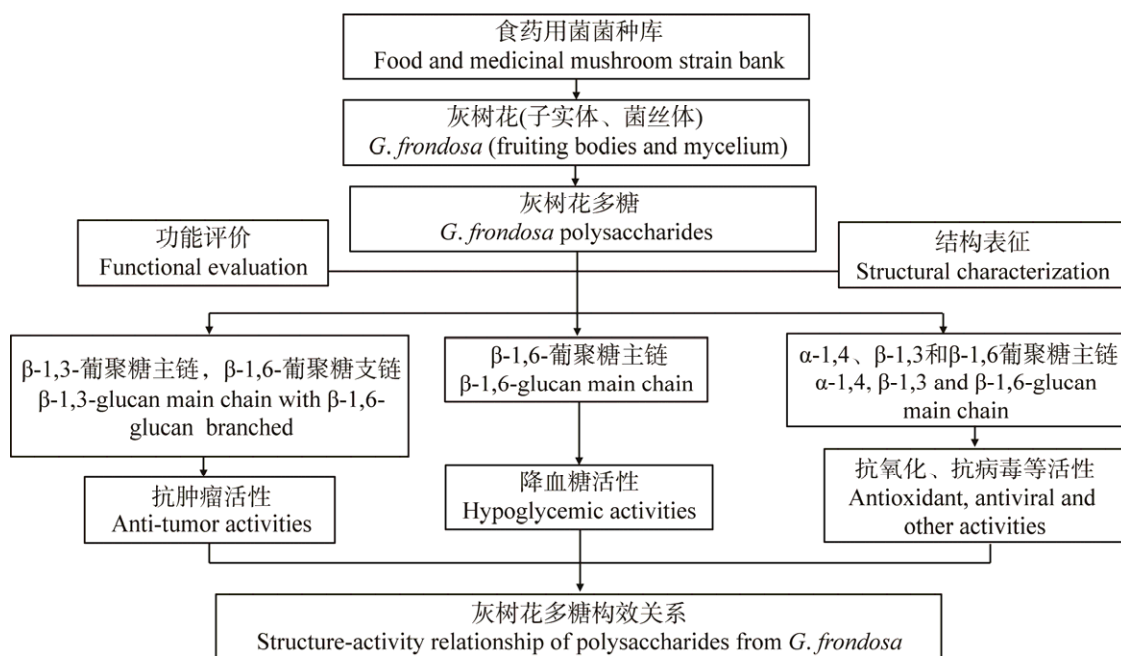 食药用菌菌种库
Food and medicinal mushroom strain bank
灰树花(子实体、菌丝体)
G. frondosa (fruiting bodies and mycelium)
灰树花多糖
G. frondosa polysaccharides
功能评价
Functional evaluation
结构表征
Structural characterization
β-1,3-葡聚糖主链，β-1,6-葡聚糖支链
β-1,3-glucan main chain with β-1,6-
glucan branched
β-1,6-葡聚糖主链
β-1,6-glucan main chain
α-1,4、β-1,3和β-1,6葡聚糖主链
α-1,4, β-1,3 and β-1,6-glucan
main chain
抗肿瘤活性
Anti-tumor activities
降血糖活性
Hypoglycemic activities
抗氧化、抗病毒等活性
Antioxidant, antiviral and
other activities
灰树花多糖构效关系
Structure-activity relationship of polysaccharides from G. frondosa